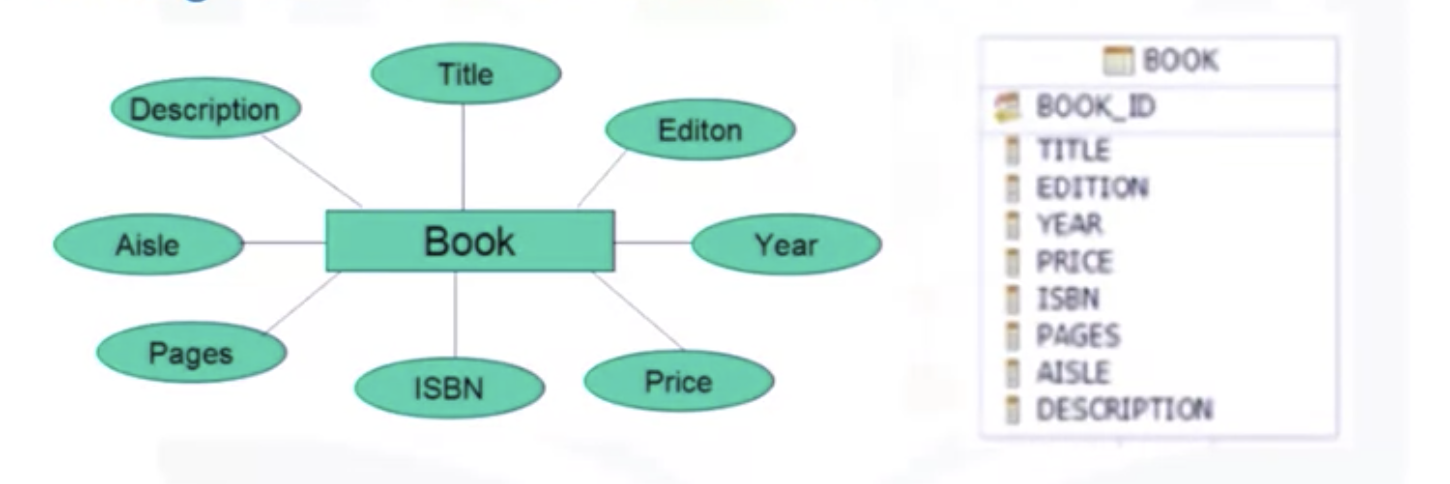 Title
Description
Editon
Aisle
Book
Year
Pages
ISBN
Price
BOOK
BOOK_ID
TITLE
EDITION
YEAR
PRICE
ISBN
PAGES
AISLE
DESCRIPTION